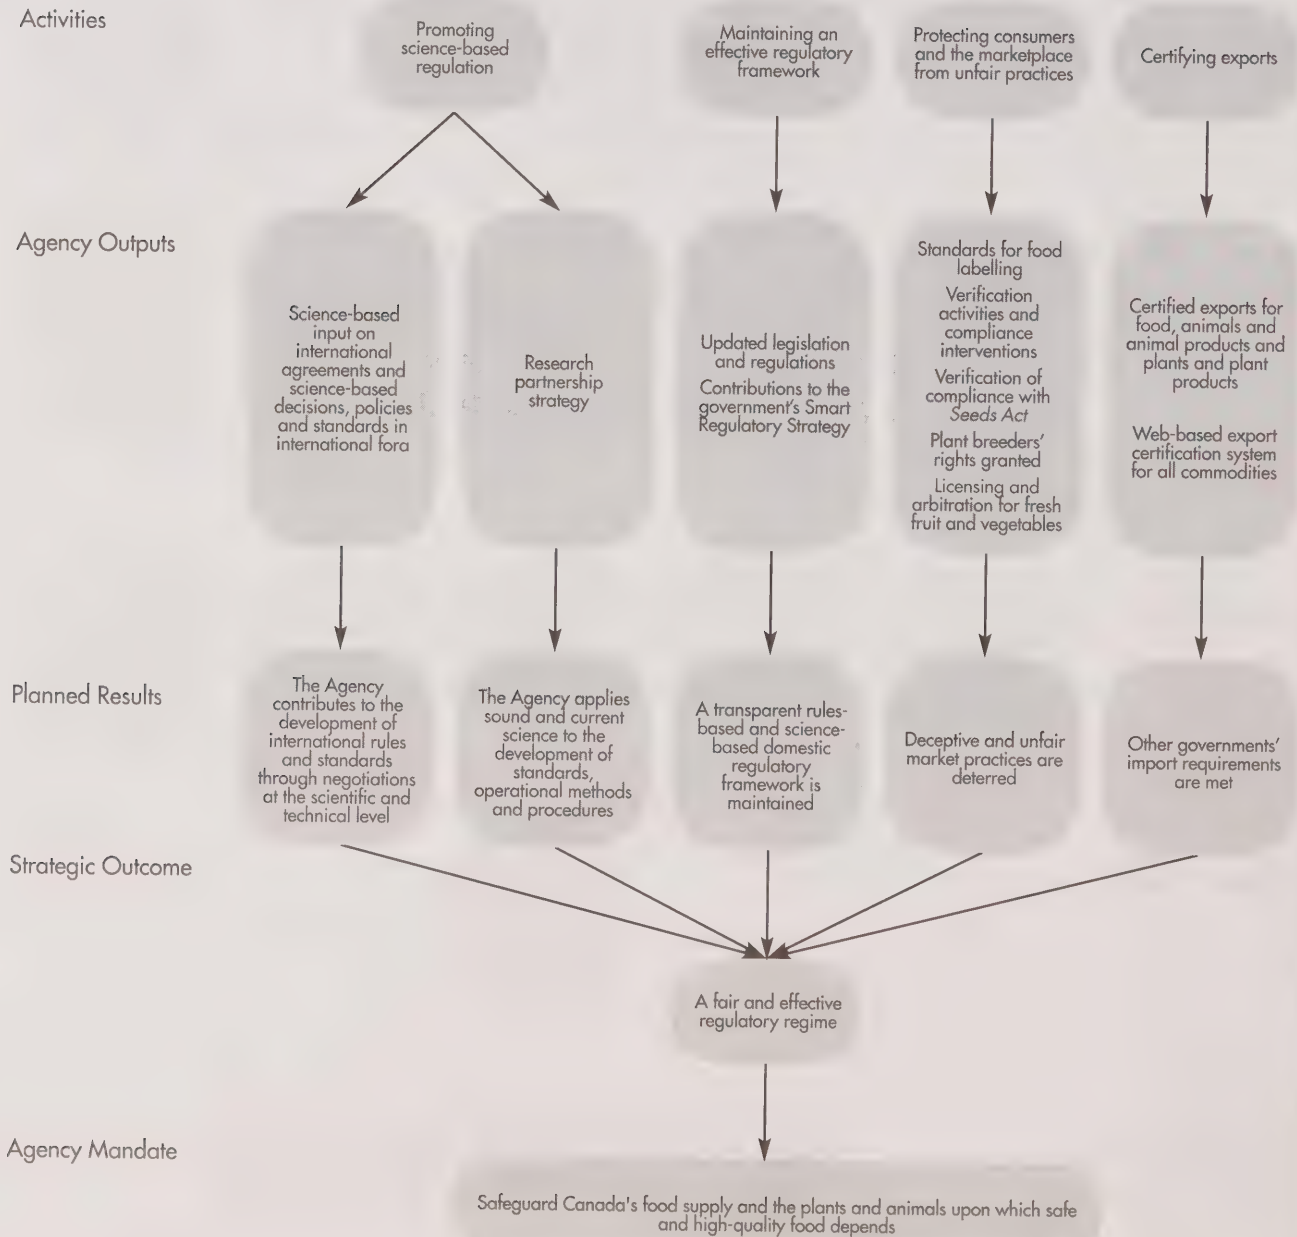 Activities
Promoting
science-based
regulation
Maintaining an
effective regulatory
framework
Protecting consumers
and the marketplace
from unfair practices
Certifying exports
Agency Outputs
Science-based
input on
international
agreements and
science-based
decisions, policies
and standards in
international fora
Research
partnership
strategy
Updated legislation
and regulations
Contributions to the
government's Smart
Regulatory Strategy
Standards for food
labelling
Verification
activities and
compliance
interventions
Verification of
compliance with
Seeds Act
Plant breeders'
rights granted
Licensing and
arbitration for fresh
fruit and vegetables
Certified exports for
food, animals and
animal products and
plants and plant
products
Web-based export
certification system
for all commodities
Planned Results
The Agency
contributes to the
development of
international rules
and standards
through negotiations
at the scientific and
technical level
The Agency applies
sound and current
science to the
development of
standards,
operational methods
and procedures
A transparent rules-
based and science-
based domestic
regulatory
framework is
maintained
Deceptive and unfair
market practices are
deterred
Other governments'
import requirements
are met
Strategic Outcome
A fair and effective
regulatory regime
Agency Mandate
Safeguard Canada's food supply and the plants and animals upon which safe
and high-quality food depends